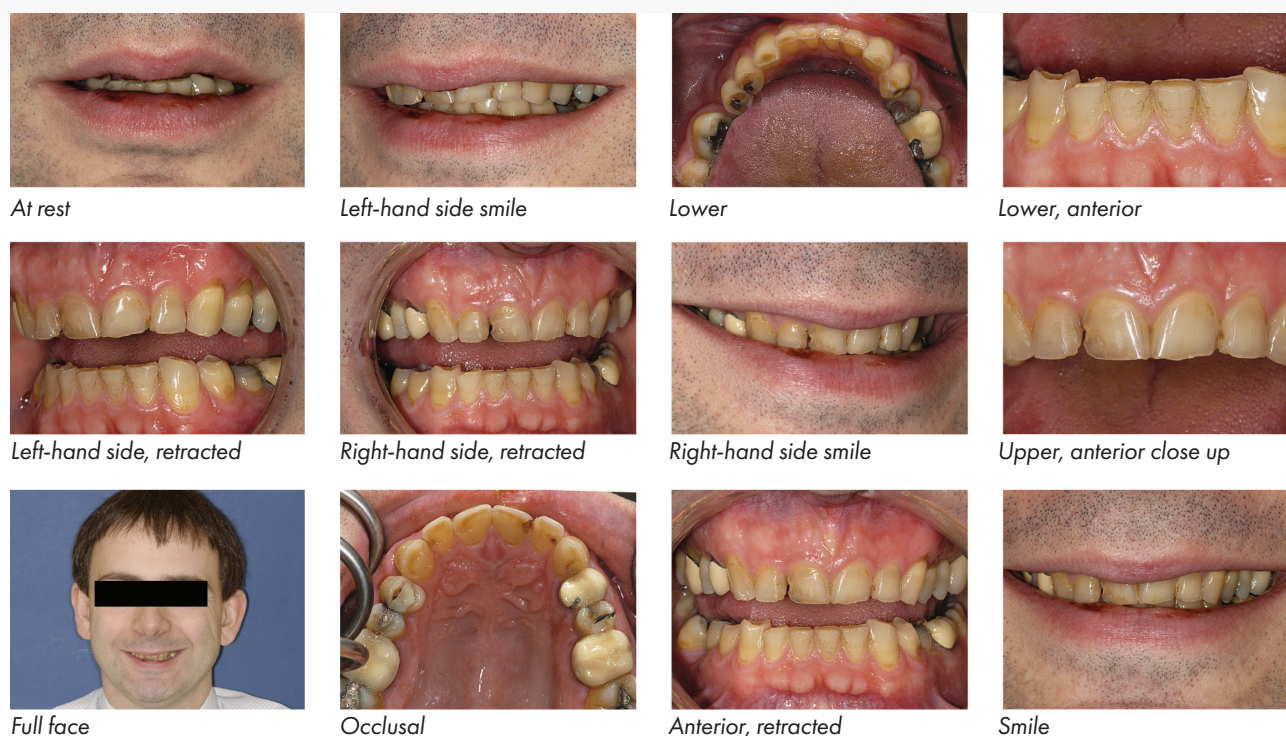 At rest
Left-hand side smile
Lower
Lower, anterior
Left-hand side, retracted
Right-hand side, retracted
Right-hand side smile
Upper, anterior close up
Full face
Occlusal
Anterior, retracted
Smile